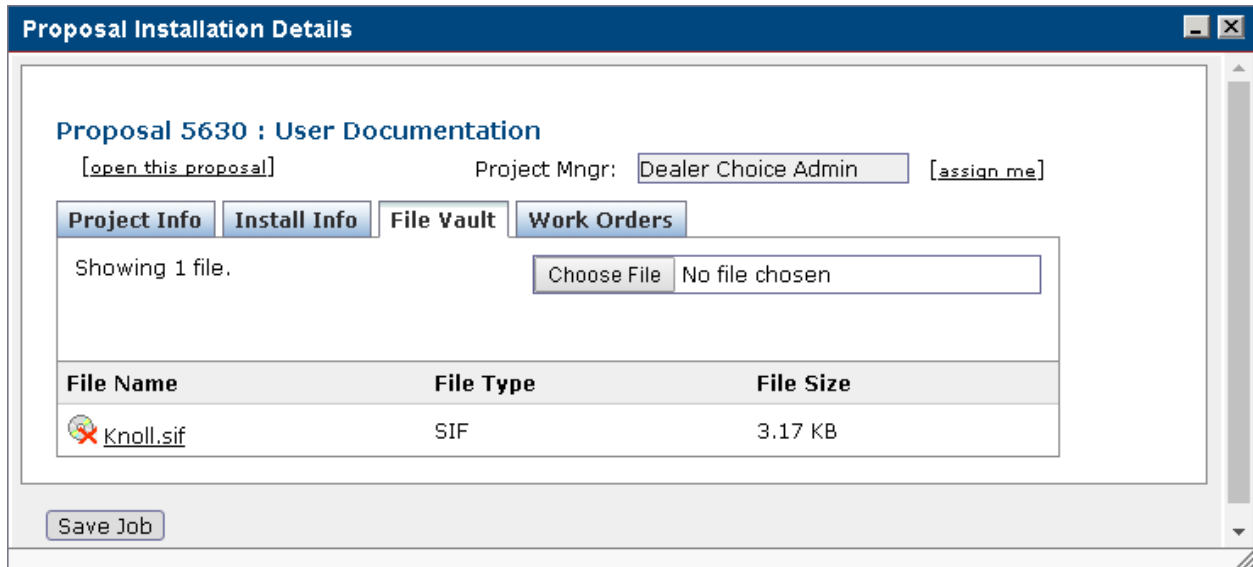 Proposal Installation Details
Proposal 5630 : User Documentation
[open this proposal] Project Mngr: Dealer Choice Admin [assign me]
Project Info Install Info File Vault Work Orders
Showing 1 file. Choose File No file chosen
File Name File Type File Size
Knoll.sif SIF 3.17 KB
Save Job